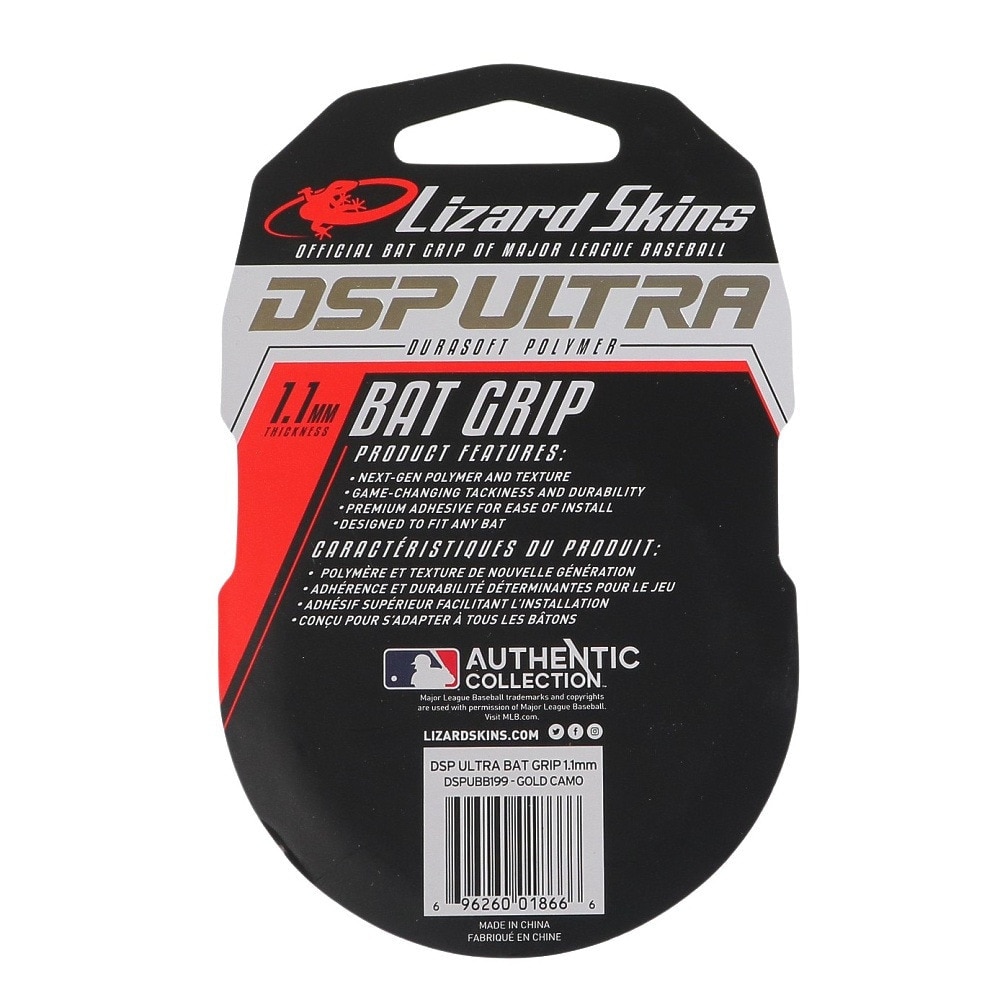 Lizard Skins
OFFICIAL BAT GRIP OF MAJOR LEAGUE BASEBALL
DSP ULTRA
DURASOFT POLYMER
1.1MM
THICKNESS
BAT GRIP
PRODUCT FEATURES:
• NEXT-GEN POLYMER AND TEXTURE
• GAME-CHANGING TACKINESS AND DURABILITY
• PREMIUM ADHESIVE FOR EASE OF INSTALL
• DESIGNED TO FIT ANY BAT
CARACTÉRISTIQUES DU PRODUIT:
• POLYMÈRE ET TEXTURE DE NOUVELLE GÉNÉRATION
• ADHÉRENCE ET DURABILITÉ DÉTERMINANTES POUR LE JEU
• ADHÉSIF SUPÉRIEUR FACILITANT L'INSTALLATION
• CONÇU POUR S'ADAPTER À TOUS LES BÂTONS
AUTHENTIC
COLLECTION™
Major League Baseball trademarks and copyrights
are used with permission of Major League Baseball.
Visit MLB.com.
LIZARDSKINS.COM
DSP ULTRA BAT GRIP 1.1mm
DSPUBB199 - GOLD CAMO
6 96260 01866 6
MADE IN CHINA
FABRIQUÉ EN CHINE